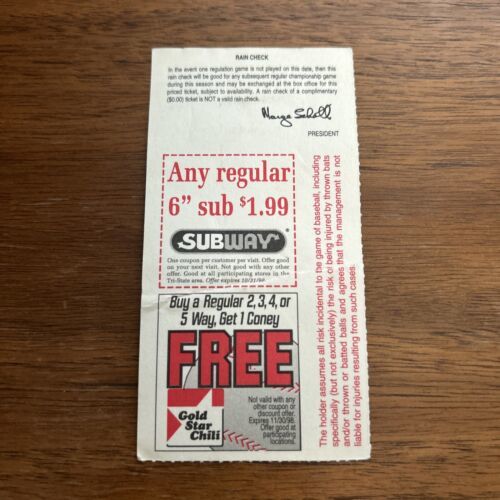 RAIN CHECK
In the event one regulation game is not played on this date, then this
rain check will be good for any subsequent regular championship game
during this season and may be exchanged at the box office for this
priced ticket, subject to availability. A rain check of a complimentary
($0.00) ticket is NOT a valid rain check.
Marge Schott
PRESIDENT
Any regular
6” sub $1.99
SUBWAY
One coupon per customer per visit. Offer good
on your next visit. Not good with any other
offer. Good at all participating stores in the
Tri-State area. Offer expires 10/31/98
Buy a Regular 2, 3, 4, or
5 Way, Get 1 Coney
FREE
Gold
Star
Chili
Not valid with any
other coupon or
discount offer.
Expires 11/30/98.
Offer good at
participating
locations.
The holder assumes all risk incidental to the game of baseball, including
specifically (but not exclusively) the risk of being injured by thrown bats
and/or thrown or batted balls and agrees that the management is not
liable for injuries resulting from such cases.